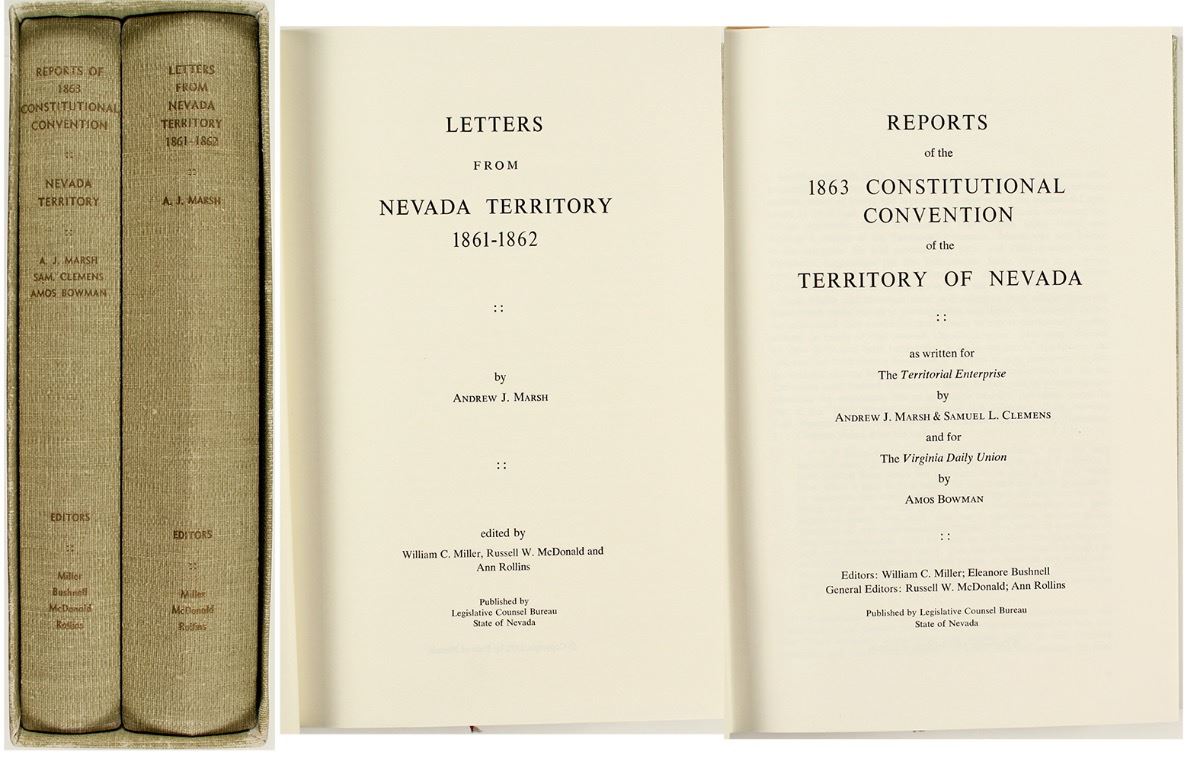 REPORTS OF
1863
CONSTITUTIONAL
CONVENTION
::
NEVADA
TERRITORY
::
A. J. MARSH
SAM. CLEMENS
AMOS BOWMAN
EDITORS
::
Miller
Bushnell
McDonald
Rollins
LETTERS
FROM
NEVADA
TERRITORY
1861-1862
::
A. J. MARSH
EDITORS
::
Miller
McDonald
Rollins
LETTERS
FROM
NEVADA TERRITORY
1861-1862
::
by
ANDREW J. MARSH
::
edited by
William C. Miller, Russell W. McDonald and
Ann Rollins
Published by
Legislative Counsel Bureau
State of Nevada
REPORTS
of the
1863 CONSTITUTIONAL
CONVENTION
of the
TERRITORY OF NEVADA
::
as written for
The Territorial Enterprise
by
ANDREW J. MARSH & SAMUEL L. CLEMENS
and for
The Virginia Daily Union
by
AMOS BOWMAN
::
Editors: William C. Miller; Eleanore Bushnell
General Editors: Russell W. McDonald; Ann Rollins
Published by Legislative Counsel Bureau
State of Nevada